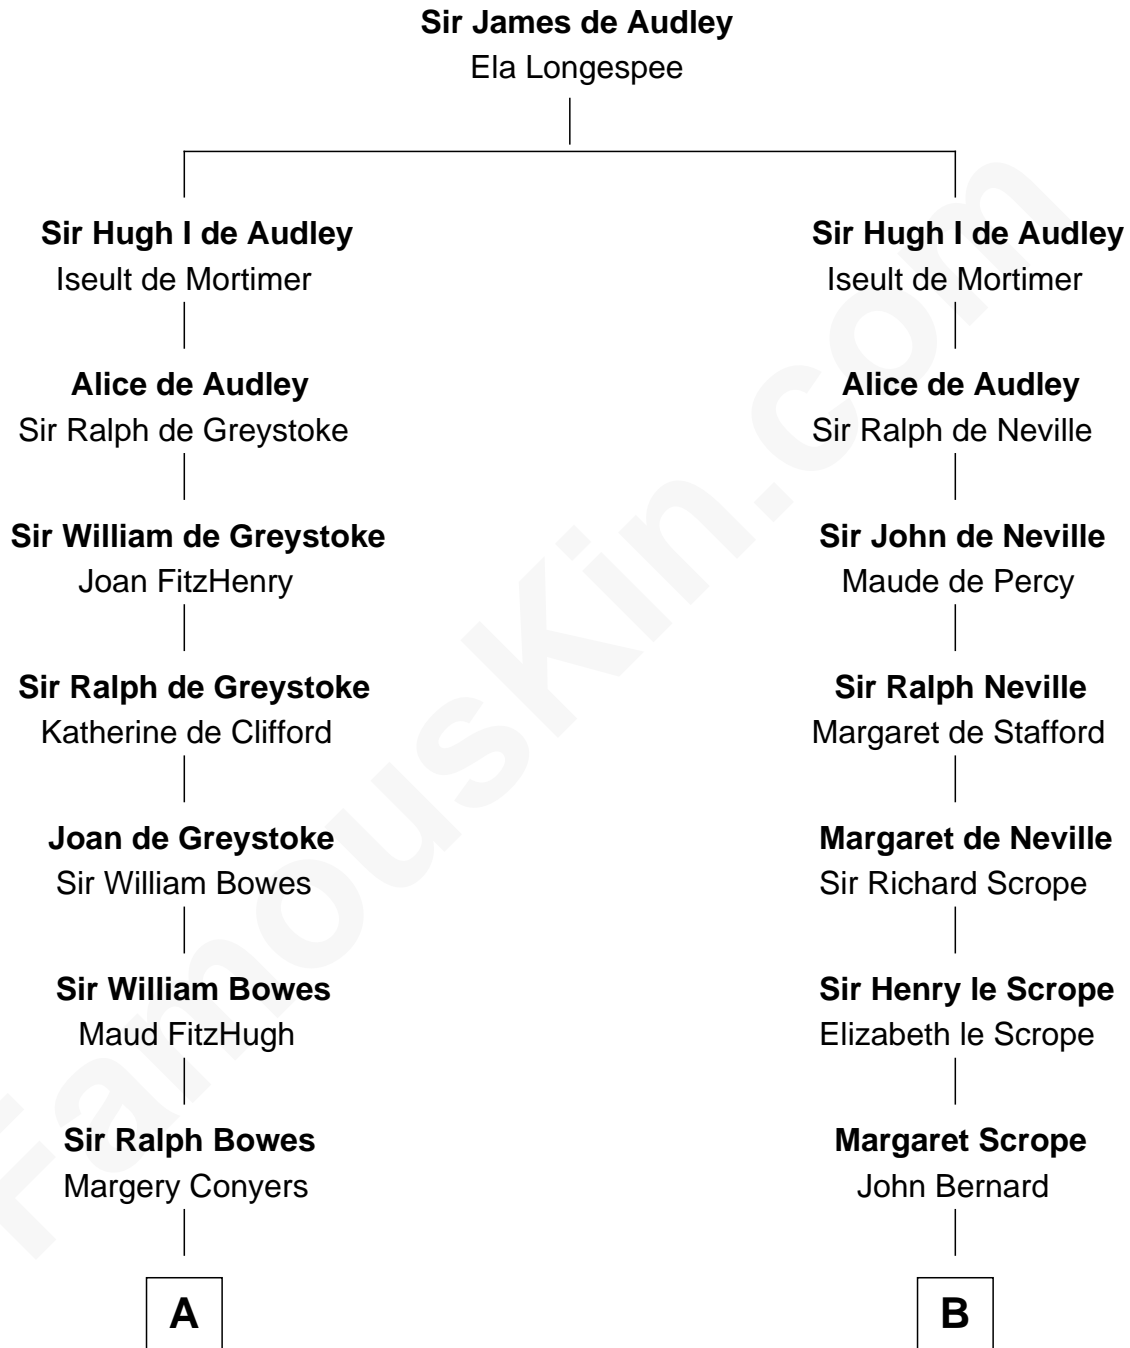 Sir James de Audley
Ela Longespee
Sir Hugh I de Audley
Iseult de Mortimer
Alice de Audley
Sir Ralph de Greystoke
Sir William de Greystoke
Joan FitzHenry
Sir Ralph de Greystoke
Katherine de Clifford
Joan de Greystoke
Sir William Bowes
Sir William Bowes
Maud FitzHugh
Sir Ralph Bowes
Margery Conyers
A
Sir Hugh I de Audley
Iseult de Mortimer
Alice de Audley
Sir Ralph de Neville
Sir John de Neville
Maude de Percy
Sir Ralph Neville
Margaret de Stafford
Margaret de Neville
Sir Richard Scrope
Sir Henry le Scrope
Elizabeth le Scrope
Margaret Scrope
John Bernard
B
FamousKin.com